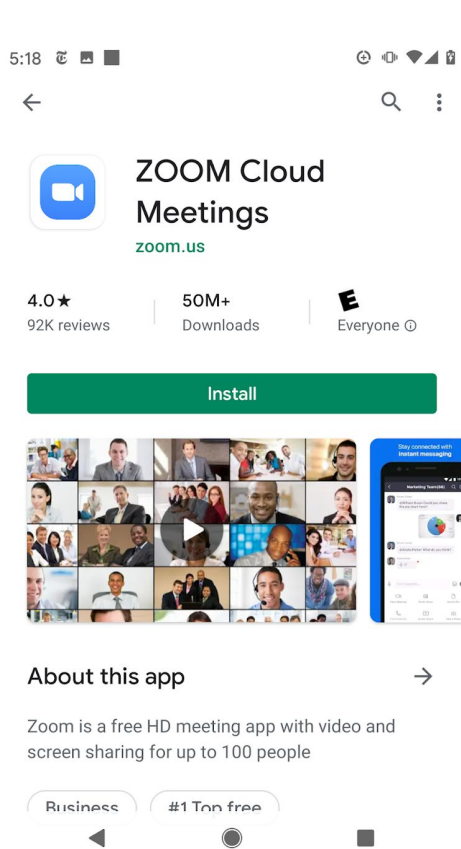 5:18
ZOOM Cloud
Meetings
zoom.us
4.0★
92K reviews
50M+
Downloads
E
Everyone
Install
Stay connected with
instant messaging
About this app
Zoom is a free HD meeting app with video and
screen sharing for up to 100 people
Business
#1 Top free